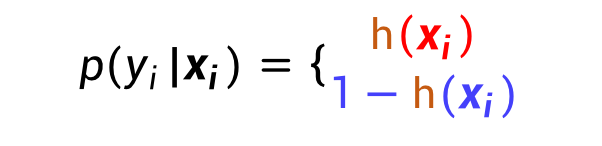 h(xᵢ)
p(yᵢ|xᵢ) = {
1 − h(xᵢ)